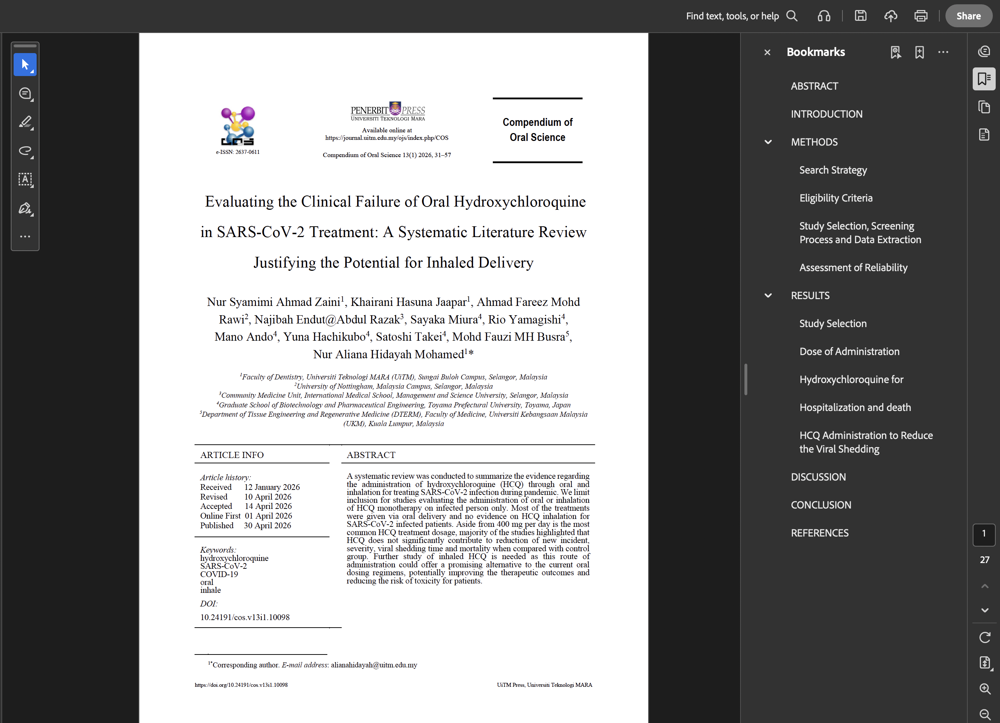 Find text, tools, or help
Share
PENERBIT PRESS
UNIVERSITI TEKNOLOGI MARA
Available online at
https://journal.uitm.edu.my/ojs/index.php/COS
Compendium of Oral Science 13(1) 2026, 31–57
cos
e-ISSN: 2637-0611
Compendium of
Oral Science
Evaluating the Clinical Failure of Oral Hydroxychloroquine
in SARS-CoV-2 Treatment: A Systematic Literature Review
Justifying the Potential for Inhaled Delivery
Nur Syamimi Ahmad Zaini1, Khairani Hasuna Jaapar1, Ahmad Fareez Mohd
Rawi2, Najibah Endut@Abdul Razak3, Sayaka Miura4, Rio Yamagishi4,
Mano Ando4, Yuna Hachikubo4, Satoshi Takei4, Mohd Fauzi MH Busra5,
Nur Aliana Hidayah Mohamed1*
1Faculty of Dentistry, Universiti Teknologi MARA (UiTM), Sungai Buloh Campus, Selangor, Malaysia
2University of Nottingham, Malaysia Campus, Selangor, Malaysia
3Community Medicine Unit, International Medical School, Management and Science University, Selangor, Malaysia
4Graduate School of Biotechnology and Pharmaceutical Engineering, Toyama Prefectural University, Toyama, Japan
5Department of Tissue Engineering and Regenerative Medicine (DTERM), Faculty of Medicine, Universiti Kebangsaan Malaysia
(UKM), Kuala Lumpur, Malaysia
ARTICLE INFO
Article history:
Received 12 January 2026
Revised 10 April 2026
Accepted 14 April 2026
Online First 01 April 2026
Published 30 April 2026
Keywords:
hydroxychloroquine
SARS-CoV-2
COVID-19
oral
inhale
DOI:
10.24191/cos.v13i1.10098
ABSTRACT
A systematic review was conducted to summarize the evidence regarding
the administration of hydroxychloroquine (HCQ) through oral and
inhalation for treating SARS-CoV-2 infection during pandemic. We limit
inclusion for studies evaluating the administration of oral or inhalation
of HCQ monotherapy on infected person only. Most of the treatments
were given via oral delivery and no evidence on HCQ inhalation for
SARS-CoV-2 infected patients. Aside from 400 mg per day is the most
common HCQ treatment dosage, majority of the studies highlighted that
HCQ does not significantly contribute to reduction of new incident,
severity, viral shedding time and mortality when compared with control
group. Further study of inhaled HCQ is needed as this route of
administration could offer a promising alternative to the current oral
dosing regimens, potentially improving the therapeutic outcomes and
reducing the risk of toxicity for patients.
1*Corresponding author. E-mail address: alianahidayah@uitm.edu.my
https://doi.org/10.24191/cos.v13i1.10098
UiTM Press, Universiti Teknologi MARA
Bookmarks
ABSTRACT
INTRODUCTION
METHODS
Search Strategy
Eligibility Criteria
Study Selection, Screening
Process and Data Extraction
Assessment of Reliability
RESULTS
Study Selection
Dose of Administration
Hydroxychloroquine for
Hospitalization and death
HCQ Administration to Reduce
the Viral Shedding
DISCUSSION
CONCLUSION
REFERENCES
1
27